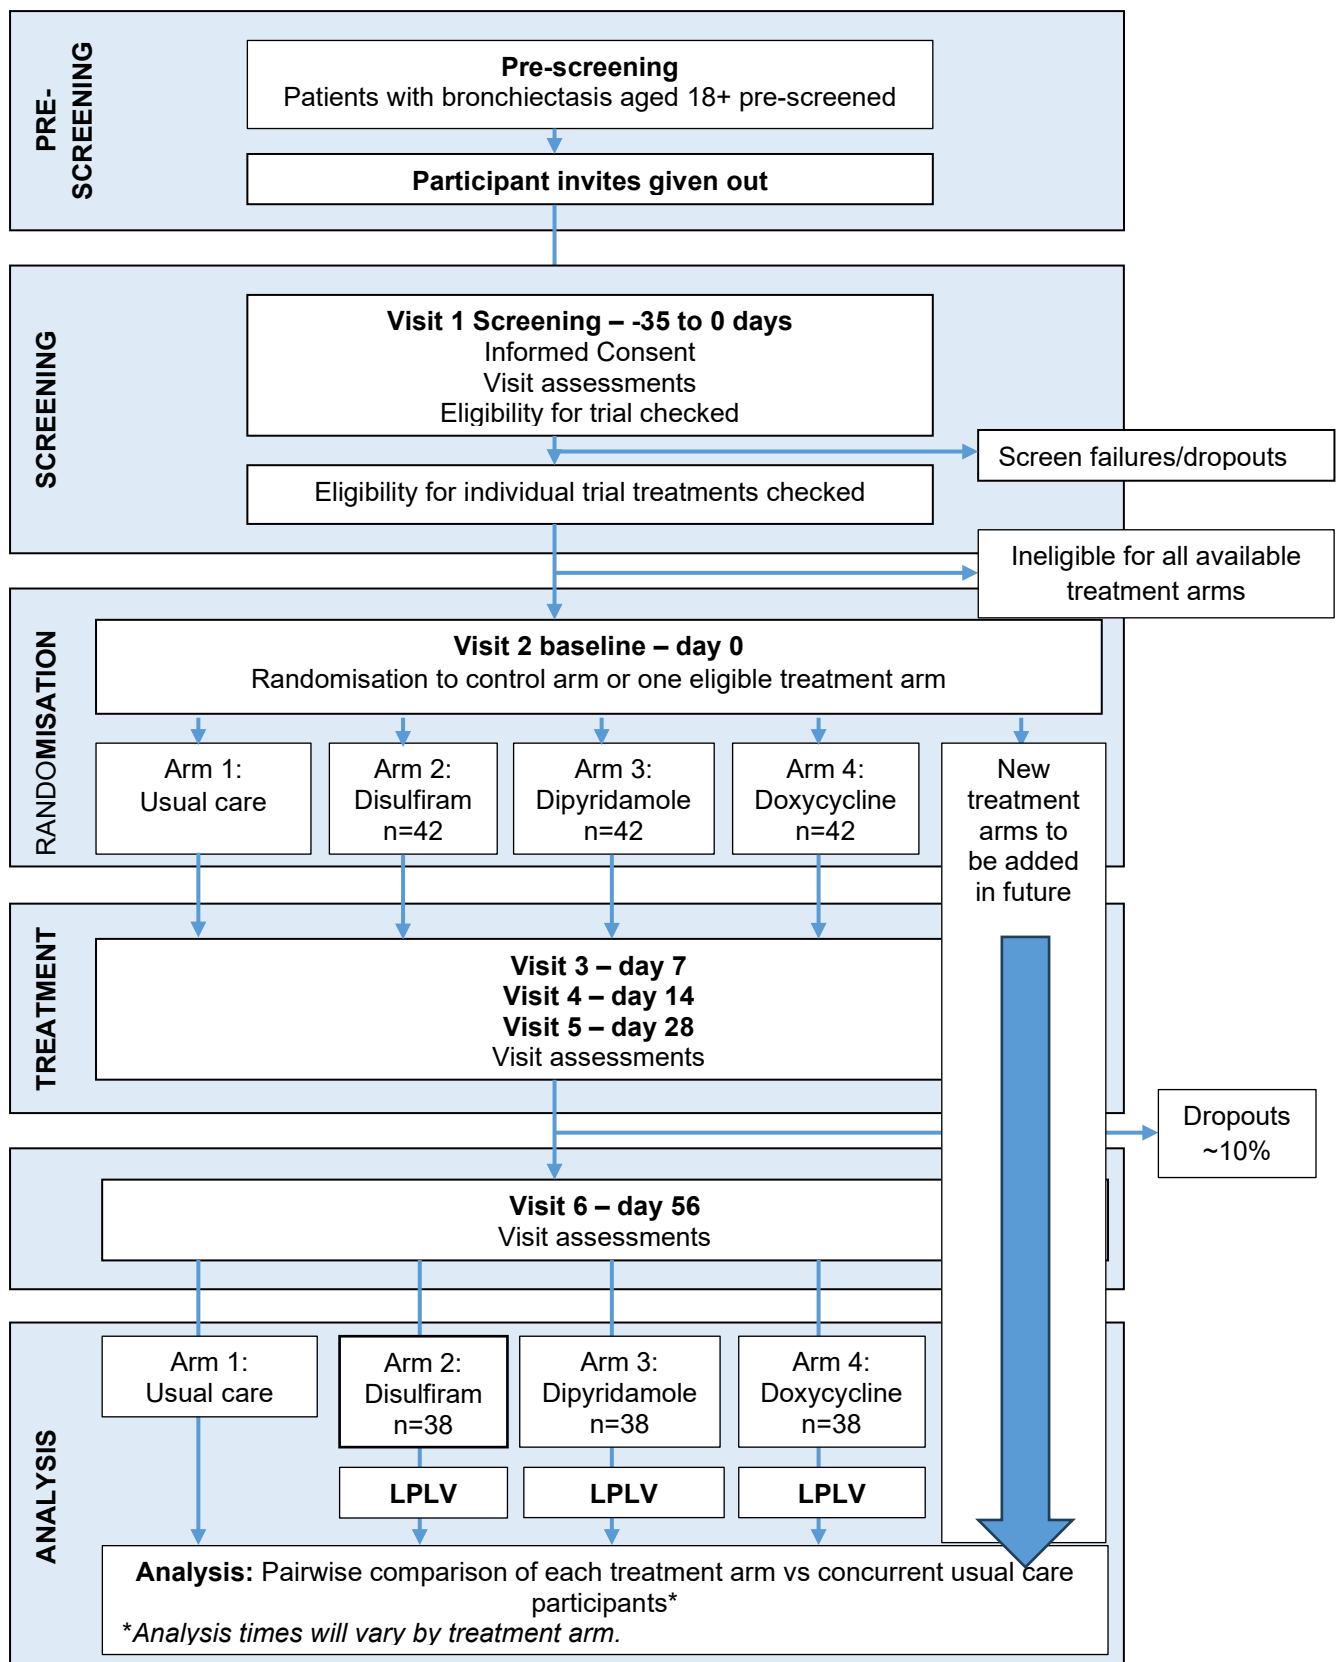 PRE-
SCREENING
Pre-screening
Patients with bronchiectasis aged 18+ pre-screened
Participant invites given out
SCREENING
Visit 1 Screening – -35 to 0 days
Informed Consent
Visit assessments
Eligibility for trial checked
Screen failures/dropouts
Eligibility for individual trial treatments checked
Ineligible for all available
treatment arms
RANDOMISATION
Visit 2 baseline – day 0
Randomisation to control arm or one eligible treatment arm
Arm 1:
Usual care
Arm 2:
Disulfiram
n=42
Arm 3:
Dipyridamole
n=42
Arm 4:
Doxycycline
n=42
New
treatment
arms to
be added
in future
TREATMENT
Visit 3 – day 7
Visit 4 – day 14
Visit 5 – day 28
Visit assessments
Dropouts
~10%
Visit 6 – day 56
Visit assessments
ANALYSIS
Arm 1:
Usual care
Arm 2:
Disulfiram
n=38
Arm 3:
Dipyridamole
n=38
Arm 4:
Doxycycline
n=38
LPLV
LPLV
LPLV
Analysis: Pairwise comparison of each treatment arm vs concurrent usual care
participants*
*Analysis times will vary by treatment arm.